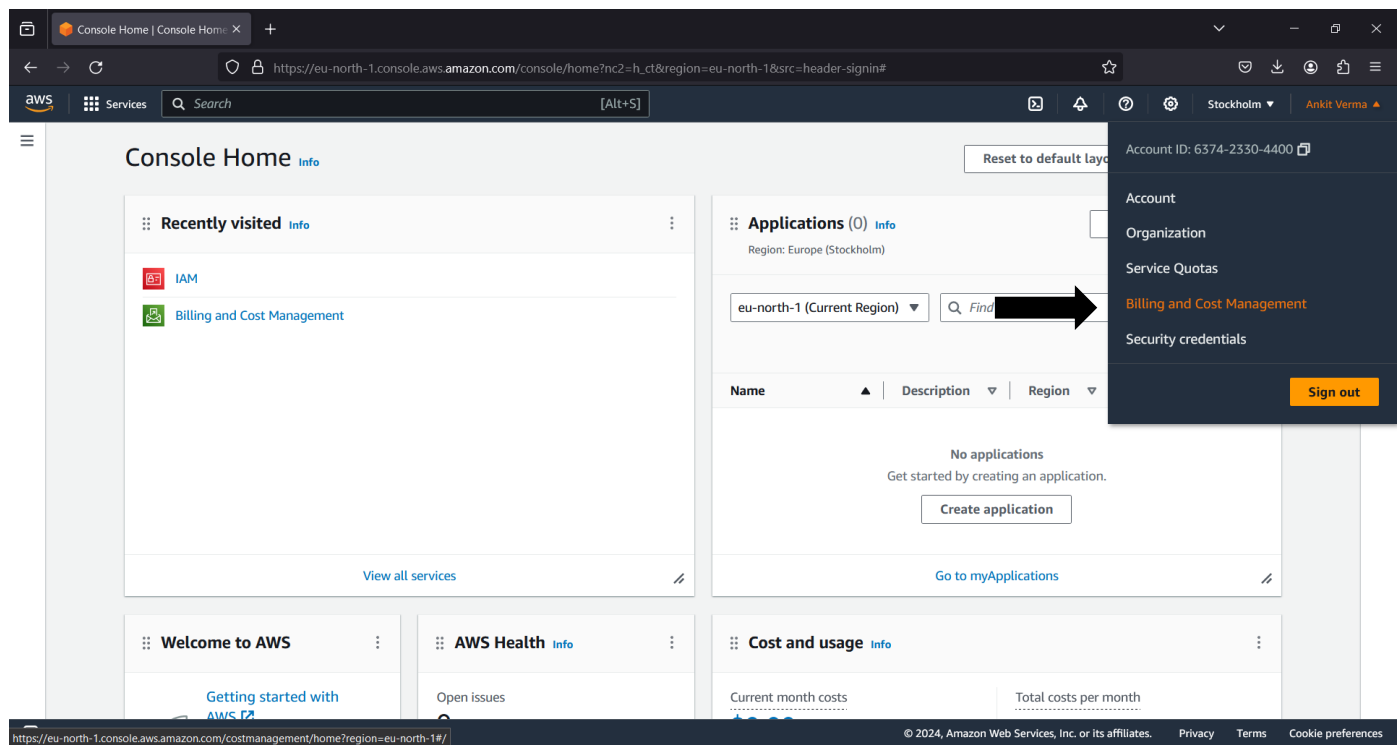 Console Home | Console Home
https://eu-north-1.console.aws.amazon.com/console/home?nc2=h_ct&region=eu-north-1&src=header-signin#
aws Services Search [Alt+S] Stockholm Ankit Verma
Account ID: 6374-2330-4400
Account
Organization
Service Quotas
Billing and Cost Management
Security credentials
Sign out
Console Home Info
Reset to default layo
Recently visited Info
IAM
Billing and Cost Management
View all services
Applications (0) Info
Region: Europe (Stockholm)
eu-north-1 (Current Region) Find
Name Description Region
No applications
Get started by creating an application.
Create application
Go to myApplications
Welcome to AWS
Getting started with
AWS
AWS Health Info
Open issues
Cost and usage Info
Current month costs
Total costs per month
https://eu-north-1.console.aws.amazon.com/costmanagement/home?region=eu-north-1#/
© 2024, Amazon Web Services, Inc. or its affiliates. Privacy Terms Cookie preferences